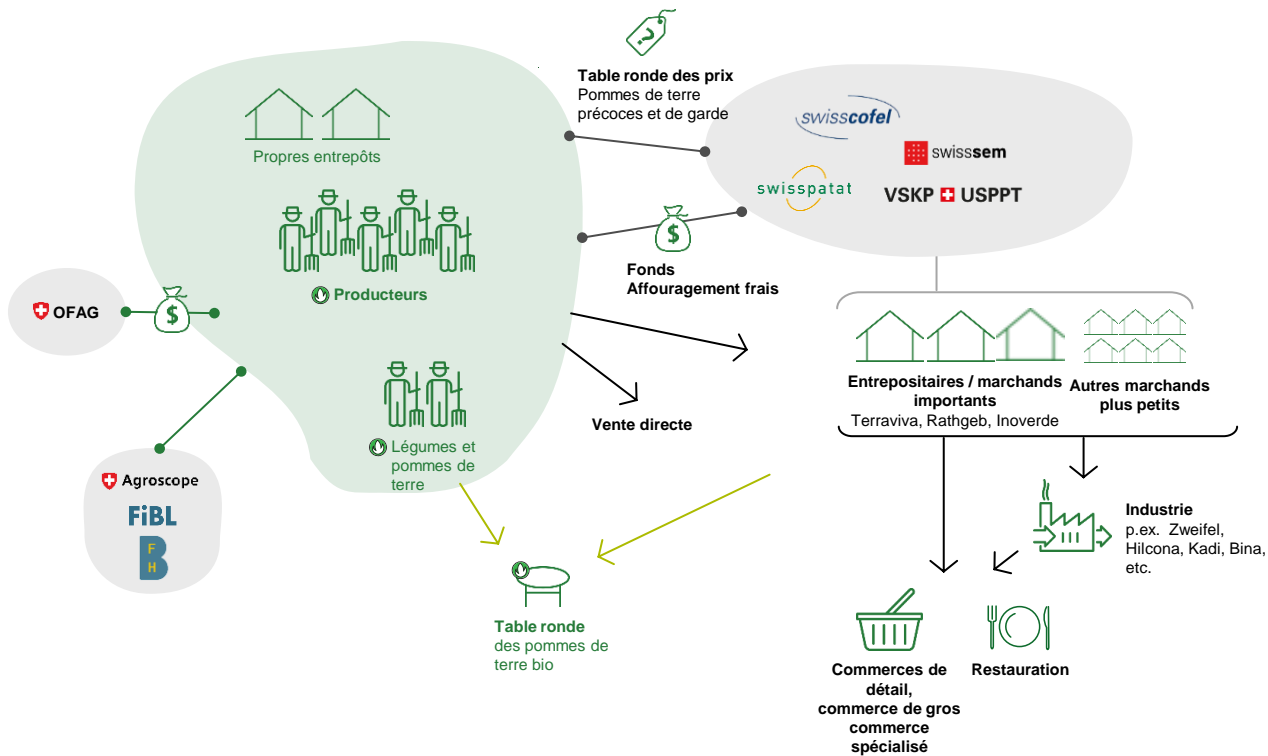 ?
Table ronde des prix
Pommes de terre
précoces et de garde
Propres entrepôts
swisscofel
swisssem
swisspatat
VSKP USPPT
$
Fonds
Affouragement frais
Producteurs
OFAG
$
Entrepositaires / marchands
importants
Terraviva, Rathgeb, Inoverde
Autres marchands
plus petits
Vente directe
Légumes et
pommes de
terre
Agroscope
FiBL
B
F
H
Industrie
p.ex. Zweifel,
Hilcona, Kadi, Bina,
etc.
Table ronde
des pommes de
terre bio
Commerces de
détail,
commerce de gros
commerce
spécialisé
Restauration